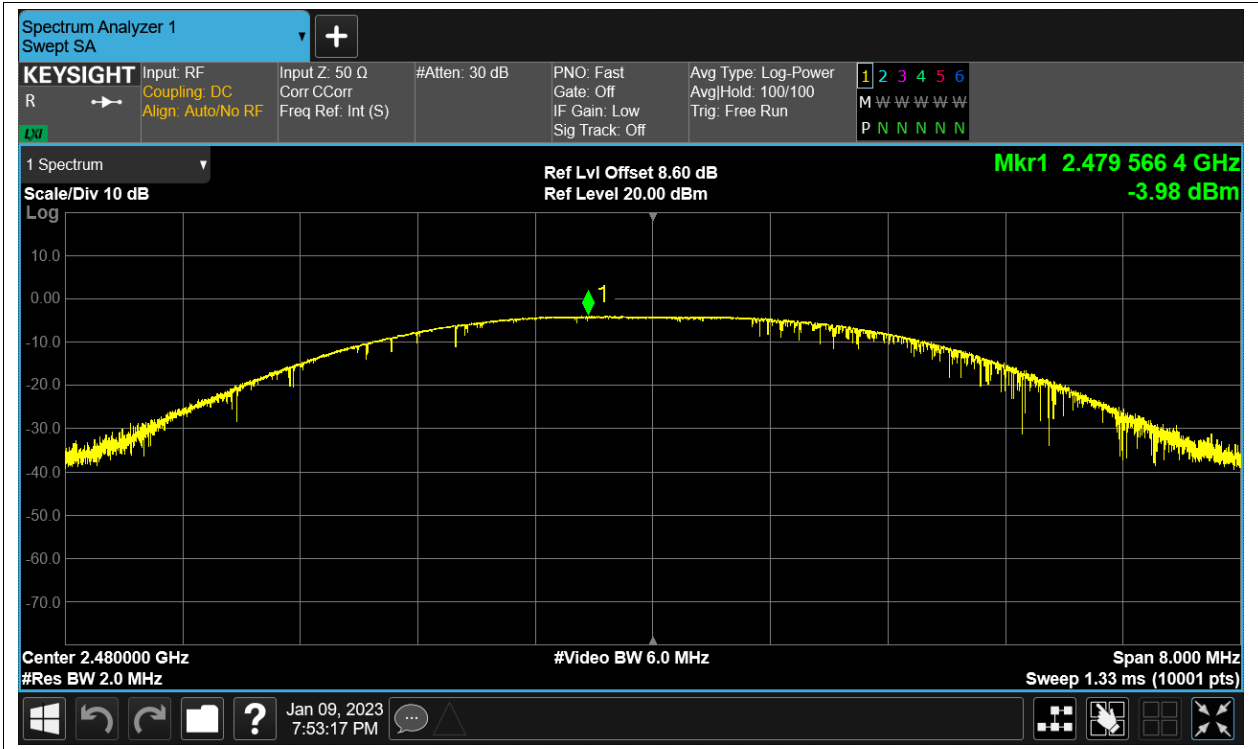 Spectrum Analyzer 1
Swept SA
KEYSIGHT
R
LXI
Input: RF
Coupling: DC
Align: Auto/No RF
Input Z: 50 Ω
Corr CCorr
Freq Ref: Int (S)
#Atten: 30 dB
PNO: Fast
Gate: Off
IF Gain: Low
Sig Track: Off
Avg Type: Log-Power
Avg|Hold: 100/100
Trig: Free Run
1 2 3 4 5 6
M W W W W W
P N N N N N
1 Spectrum
Scale/Div 10 dB
Ref Lvl Offset 8.60 dB
Ref Level 20.00 dBm
Mkr1 2.479 566 4 GHz
-3.98 dBm
Log
10.0
0.00
-10.0
-20.0
-30.0
-40.0
-50.0
-60.0
-70.0
1
Center 2.480000 GHz
#Res BW 2.0 MHz
#Video BW 6.0 MHz
Span 8.000 MHz
Sweep 1.33 ms (10001 pts)
?
Jan 09, 2023
7:53:17 PM